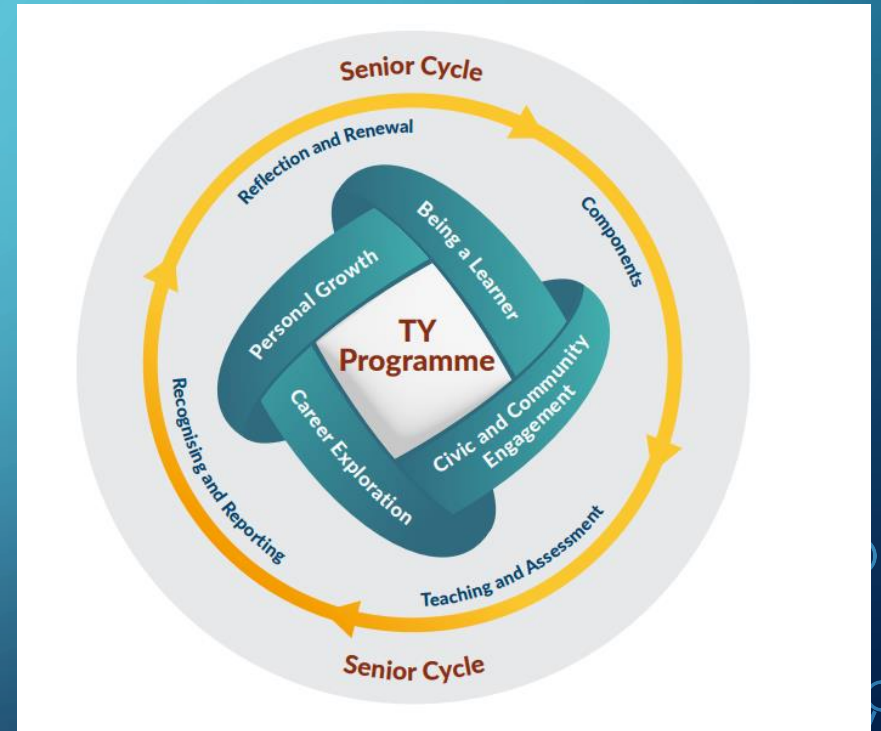 Senior Cycle
Reflection and Renewal
Components
Being a Learner
Personal Growth
TY
Programme
Civic and Community
Engagement
Career Exploration
Recognising and Reporting
Teaching and Assessment
Senior Cycle